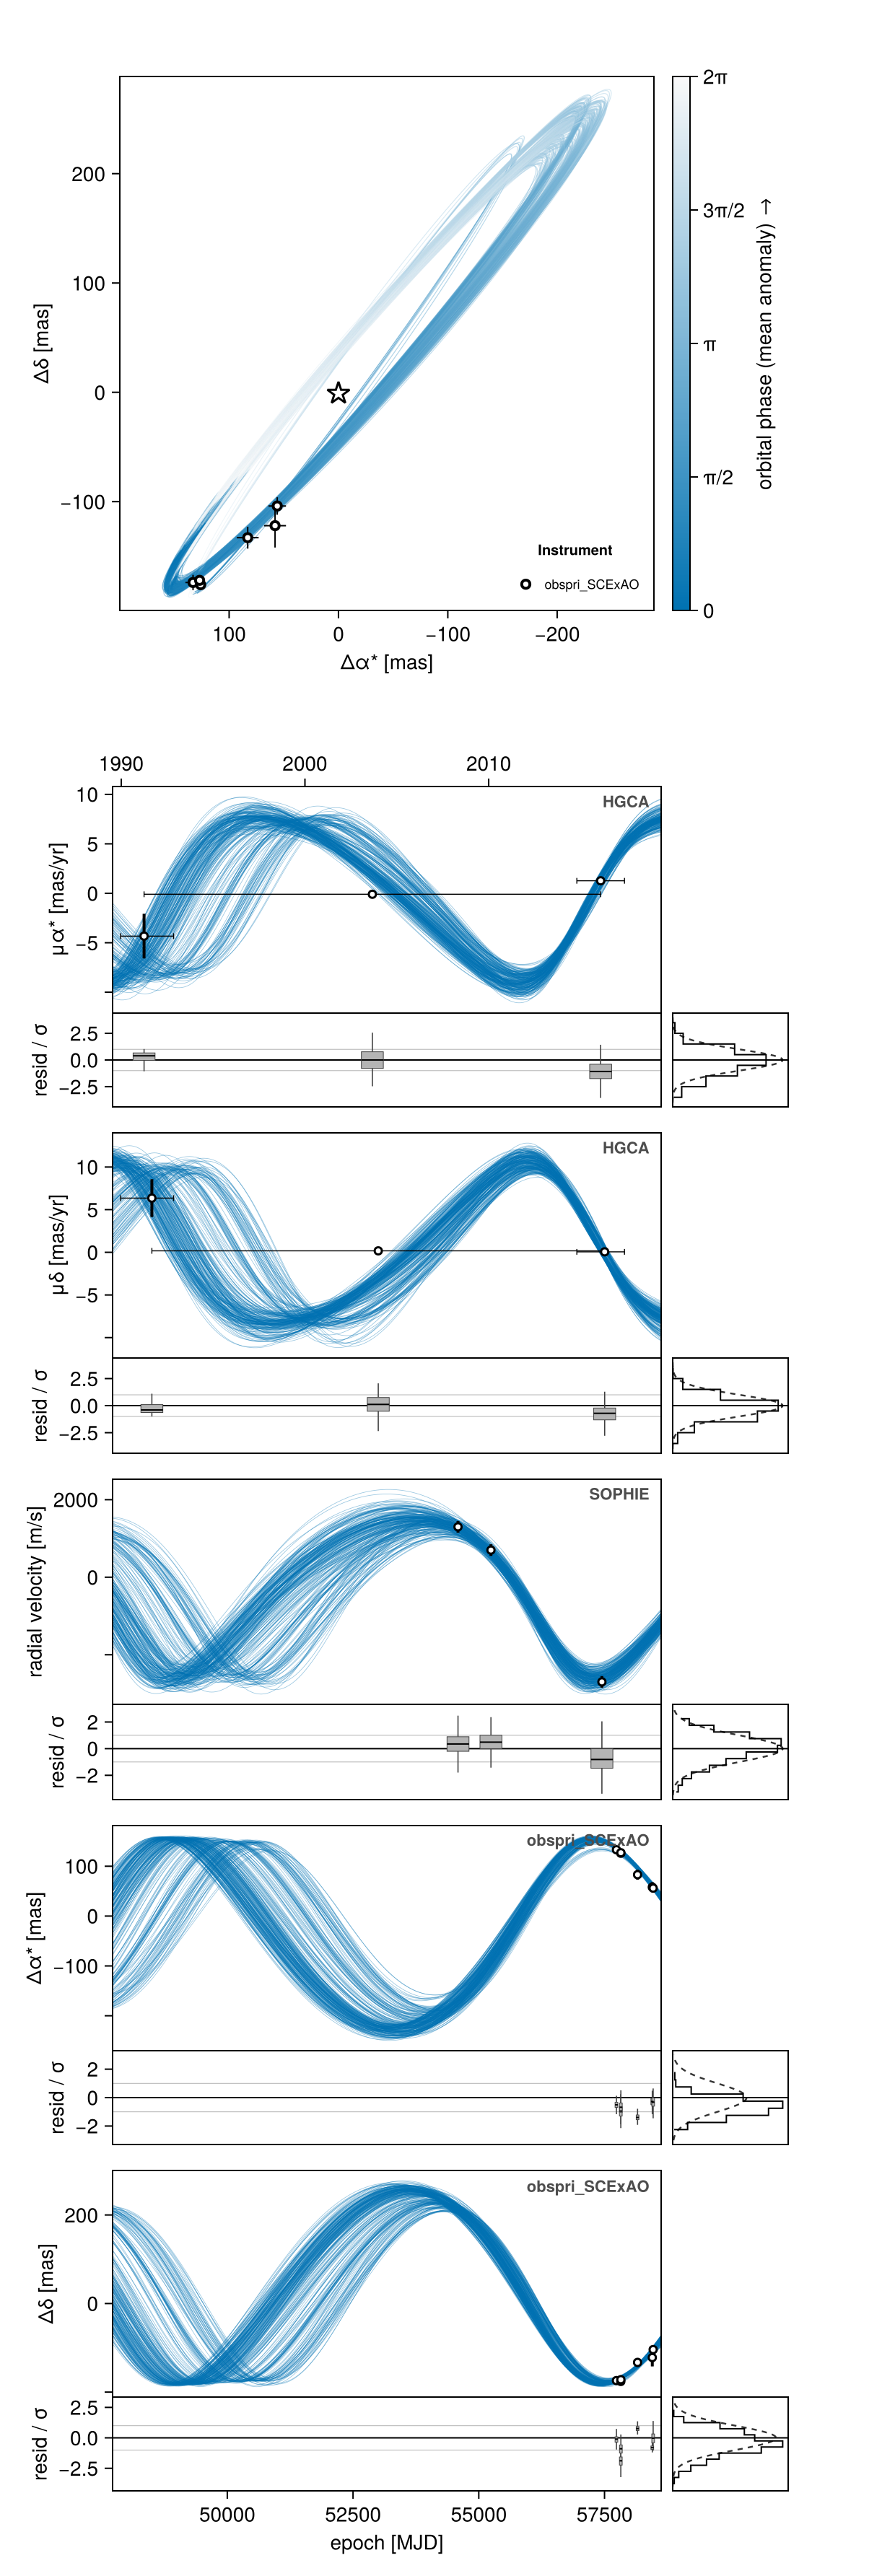 2π
200
3π/2
100
Δδ [mas]
0
π
orbital phase (mean anomaly) →
−100
π/2
Instrument
obspri_SCExAO
0
100
0
−100
−200
Δα* [mas]
1990
2000
2010
10
HGCA
5
0
−5
μα* [mas/yr]
2.5
0.0
−2.5
resid / σ
HGCA
10
5
0
−5
μδ [mas/yr]
2.5
0.0
−2.5
resid / σ
SOPHIE
2000
0
radial velocity [m/s]
2
0
−2
resid / σ
obspri_SCExAO
100
0
−100
Δα* [mas]
2
0
−2
resid / σ
obspri_SCExAO
200
0
Δδ [mas]
2.5
0.0
−2.5
resid / σ
50000
52500
55000
57500
epoch [MJD]